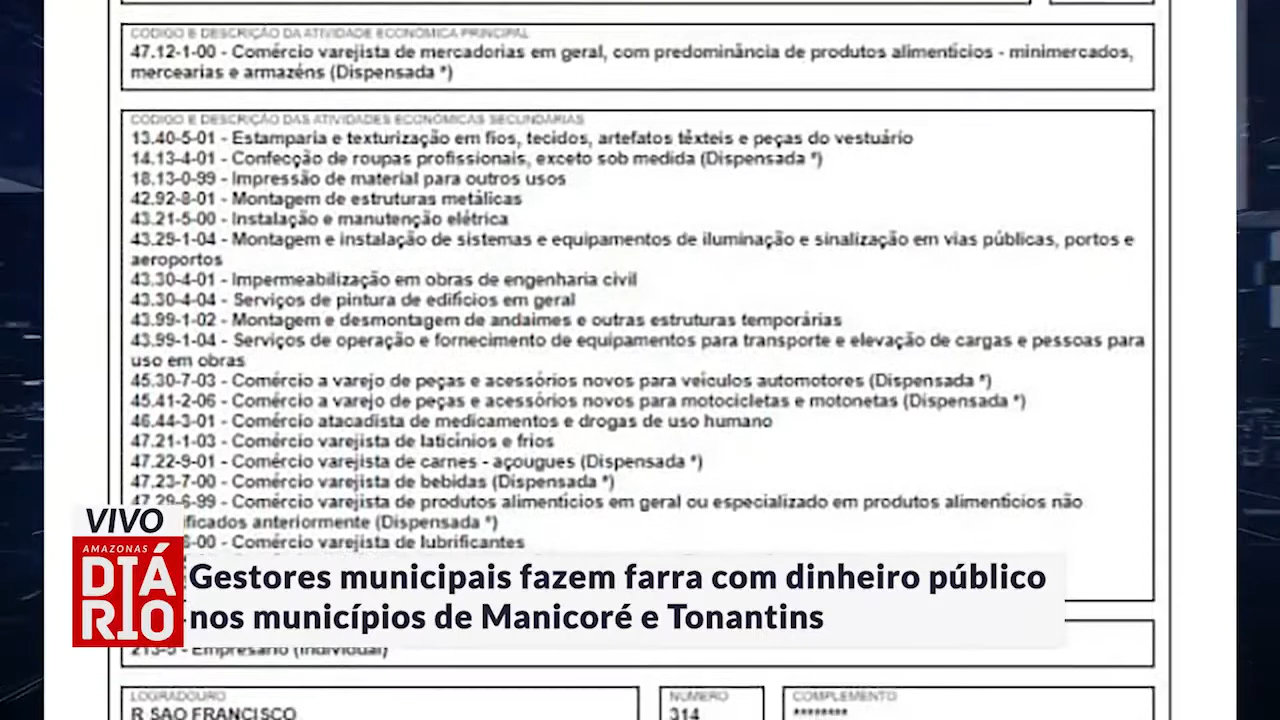 CÓDIGO E DESCRIÇÃO DA ATIVIDADE ECONÔMICA PRINCIPAL
47.12-1-00 - Comércio varejista de mercadorias em geral, com predominância de produtos alimentícios - minimercados,
mercearias e armazéns (Dispensada *)
CÓDIGO E DESCRIÇÃO DAS ATIVIDADES ECONÔMICAS SECUNDÁRIAS
13.40-5-01 - Estamparia e texturização em fios, tecidos, artefatos têxteis e peças do vestuário
14.13-4-01 - Confecção de roupas profissionais, exceto sob medida (Dispensada *)
18.13-0-99 - Impressão de material para outros usos
42.92-8-01 - Montagem de estruturas metálicas
43.21-5-00 - Instalação e manutenção elétrica
43.29-1-04 - Montagem e instalação de sistemas e equipamentos de iluminação e sinalização em vias públicas, portos e
aeroportos
43.30-4-01 - Impermeabilização em obras de engenharia civil
43.30-4-04 - Serviços de pintura de edifícios em geral
43.99-1-02 - Montagem e desmontagem de andaimes e outras estruturas temporárias
43.99-1-04 - Serviços de operação e fornecimento de equipamentos para transporte e elevação de cargas e pessoas para
uso em obras
45.30-7-03 - Comércio a varejo de peças e acessórios novos para veículos automotores (Dispensada *)
45.41-2-06 - Comércio a varejo de peças e acessórios novos para motocicletas e motonetas (Dispensada *)
46.44-3-01 - Comércio atacadista de medicamentos e drogas de uso humano
47.21-1-03 - Comércio varejista de laticínios e frios
47.22-9-01 - Comércio varejista de carnes - açougues (Dispensada *)
47.23-7-00 - Comércio varejista de bebidas (Dispensada *)
47.29-6-99 - Comércio varejista de produtos alimentícios em geral ou especializado em produtos alimentícios não
ificados anteriormente (Dispensada *)
-00 - Comércio varejista de lubrificantes
VIVO
AMAZONAS
DIÁ
RIO
Gestores municipais fazem farra com dinheiro público
nos municípios de Manicoré e Tonantins
213-5 - Empresário (Individual)
LOGRADOURO
R SAO FRANCISCO
NÚMERO
314
COMPLEMENTO
********